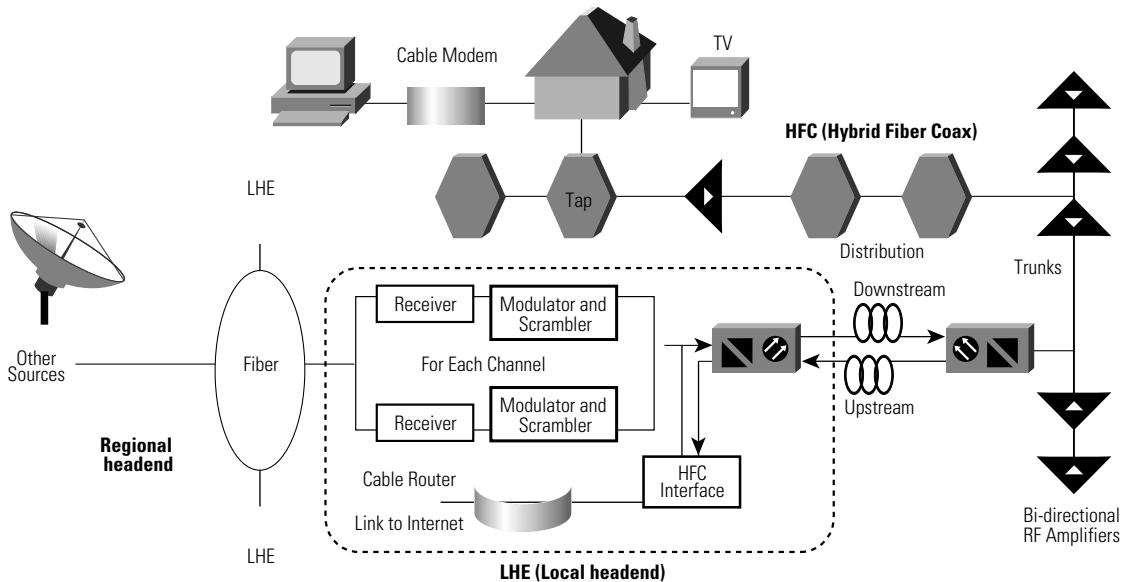 Cable Modem
TV
HFC (Hybrid Fiber Coax)
LHE
Tap
Distribution
Trunks
Receiver
Modulator and
Scrambler
Downstream
Other
Sources
Fiber
For Each Channel
Receiver
Modulator and
Scrambler
Upstream
Regional
headend
Cable Router
HFC
Interface
Link to Internet
Bi-directional
RF Amplifiers
LHE
LHE (Local headend)